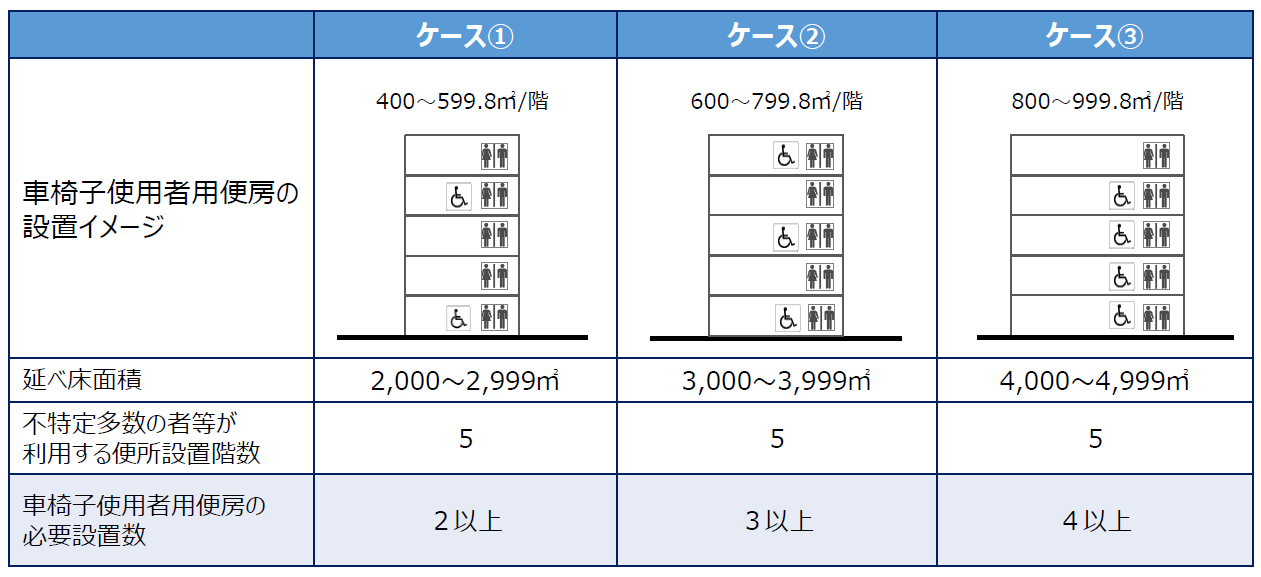 ケース① ケース② ケース③
車椅子使用者用便房の
設置イメージ
400～599.8㎡/階 600～799.8㎡/階 800～999.8㎡/階
延べ床面積 2,000～2,999㎡ 3,000～3,999㎡ 4,000～4,999㎡
不特定多数の者等が
利用する便所設置階数
5 5 5
車椅子使用者用便房の
必要設置数
２以上 ３以上 ４以上